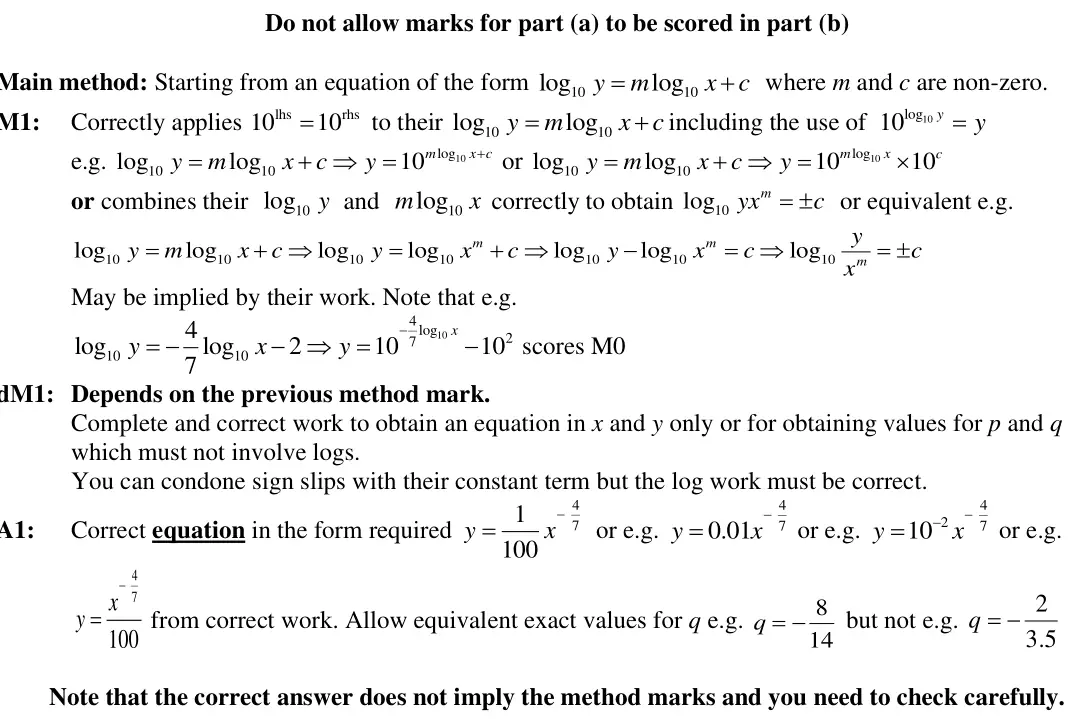 Do not allow marks for part (a) to be scored in part (b)
Main method: Starting from an equation of the form log₁₀ y = m log₁₀ x + c where m and c are non-zero.
M1: Correctly applies 10^lhs = 10^rhs to their log₁₀ y = m log₁₀ x + c including the use of 10^(log₁₀ y) = y
e.g. log₁₀ y = m log₁₀ x + c ⇒ y = 10^(m log₁₀ x + c) or log₁₀ y = m log₁₀ x + c ⇒ y = 10^(m log₁₀ x) × 10^c
or combines their log₁₀ y and m log₁₀ x correctly to obtain log₁₀ yx^m = ±c or equivalent e.g.
log₁₀ y = m log₁₀ x + c ⇒ log₁₀ y = log₁₀ x^m + c ⇒ log₁₀ y − log₁₀ x^m = c ⇒ log₁₀ y/x^m = ±c
May be implied by their work. Note that e.g.
log₁₀ y = −4/7 log₁₀ x − 2 ⇒ y = 10^(−4/7 log₁₀ x) − 10² scores M0
dM1: Depends on the previous method mark.
Complete and correct work to obtain an equation in x and y only or for obtaining values for p and q
which must not involve logs.
You can condone sign slips with their constant term but the log work must be correct.
A1: Correct equation in the form required y = 1/100 x^(−4/7) or e.g. y = 0.01x^(−4/7) or e.g. y = 10^(−2) x^(−4/7) or e.g.
y = x^(−4/7)/100 from correct work. Allow equivalent exact values for q e.g. q = −8/14 but not e.g. q = −2/3.5
Note that the correct answer does not imply the method marks and you need to check carefully.